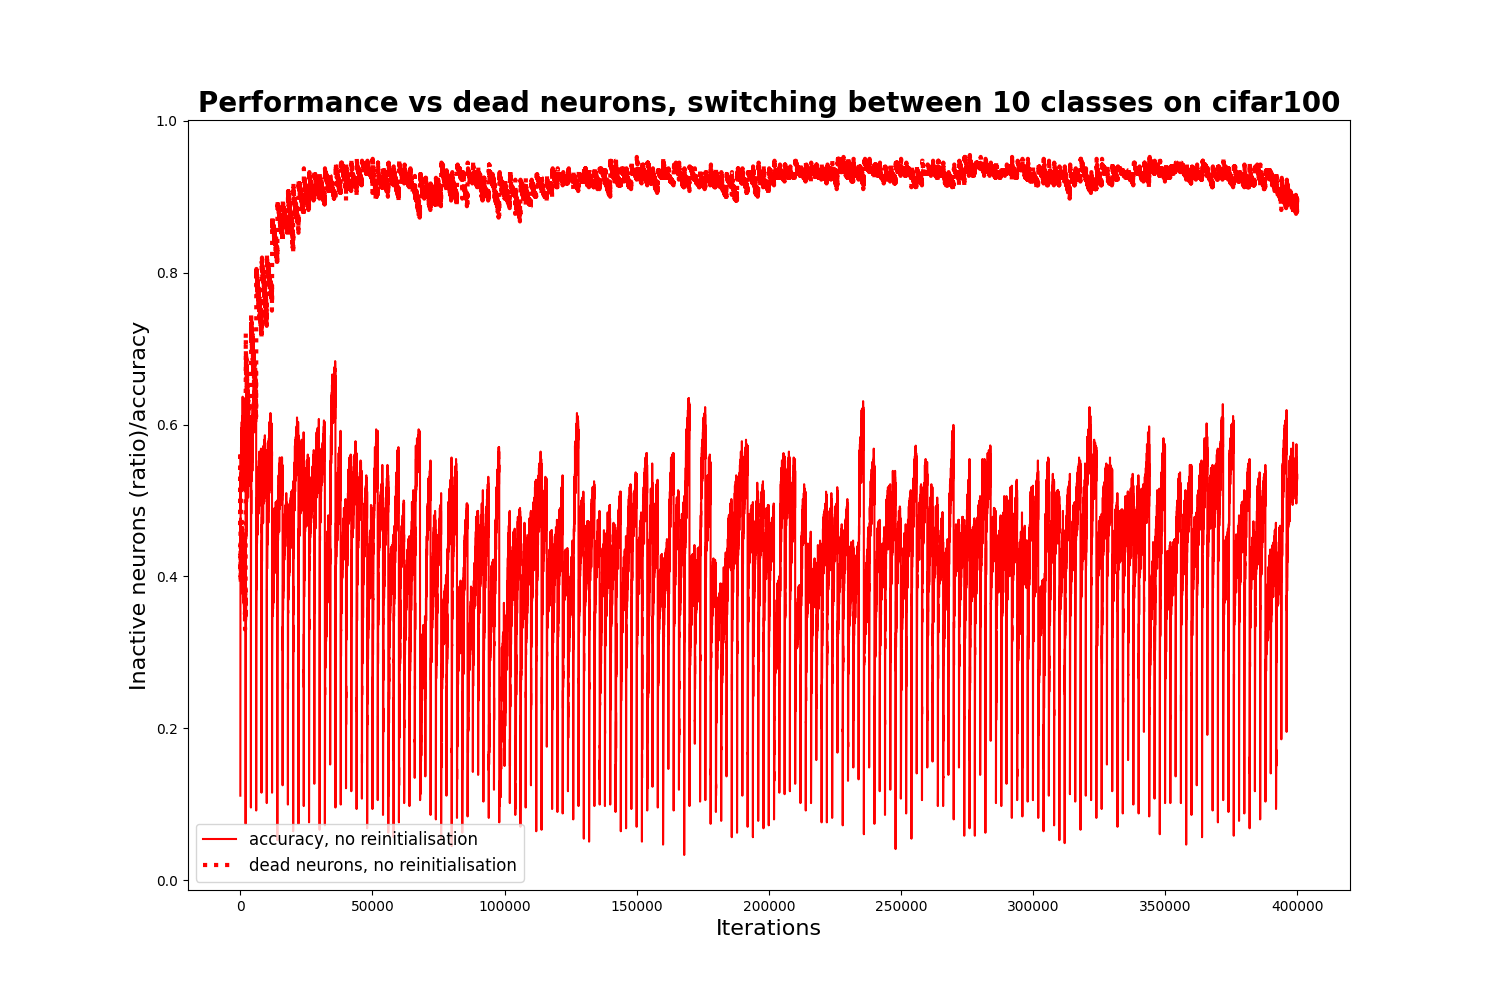 Performance vs dead neurons, switching between 10 classes on cifar100
Inactive neurons (ratio)/accuracy
1.0
0.8
0.6
0.4
0.2
0.0
accuracy, no reinitialisation
dead neurons, no reinitialisation
0 50000 100000 150000 200000 250000 300000 350000 400000
Iterations